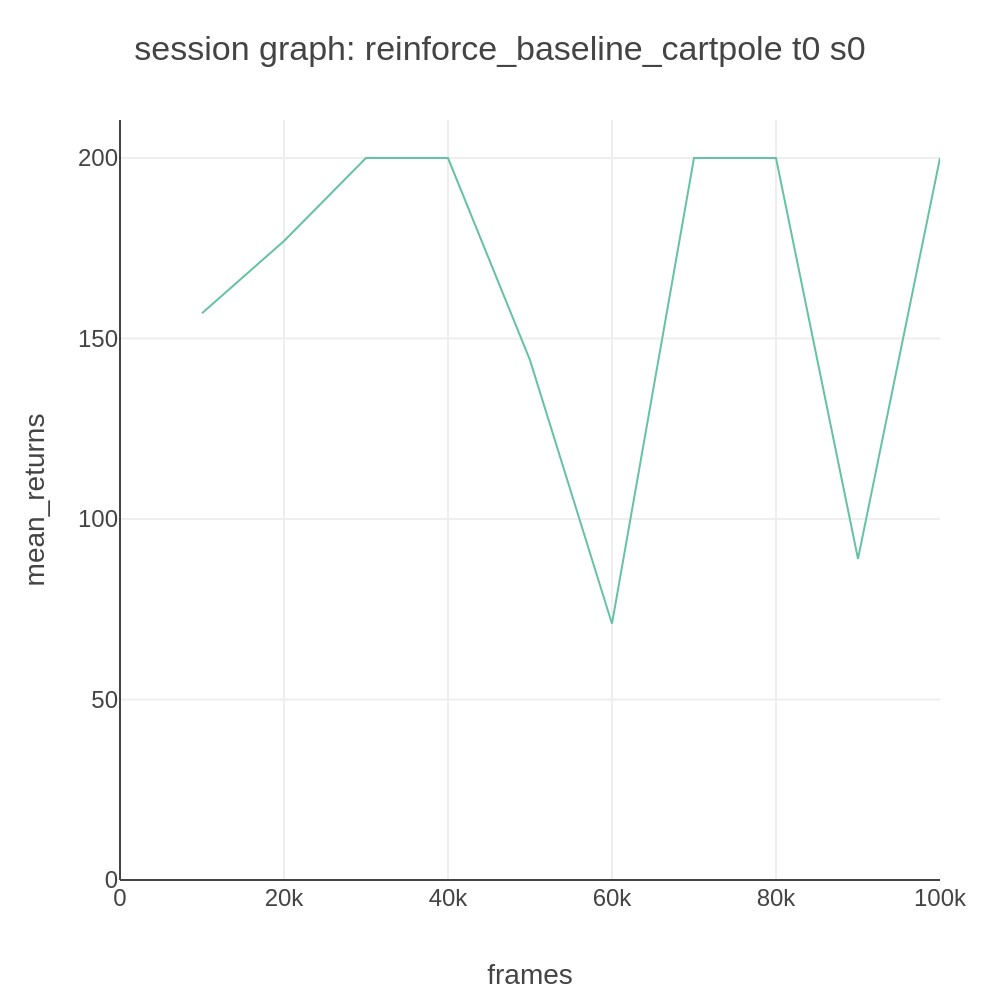 session graph: reinforce_baseline_cartpole t0 s0
mean_returns
200
150
100
50
0
0 20k 40k 60k 80k 100k
frames